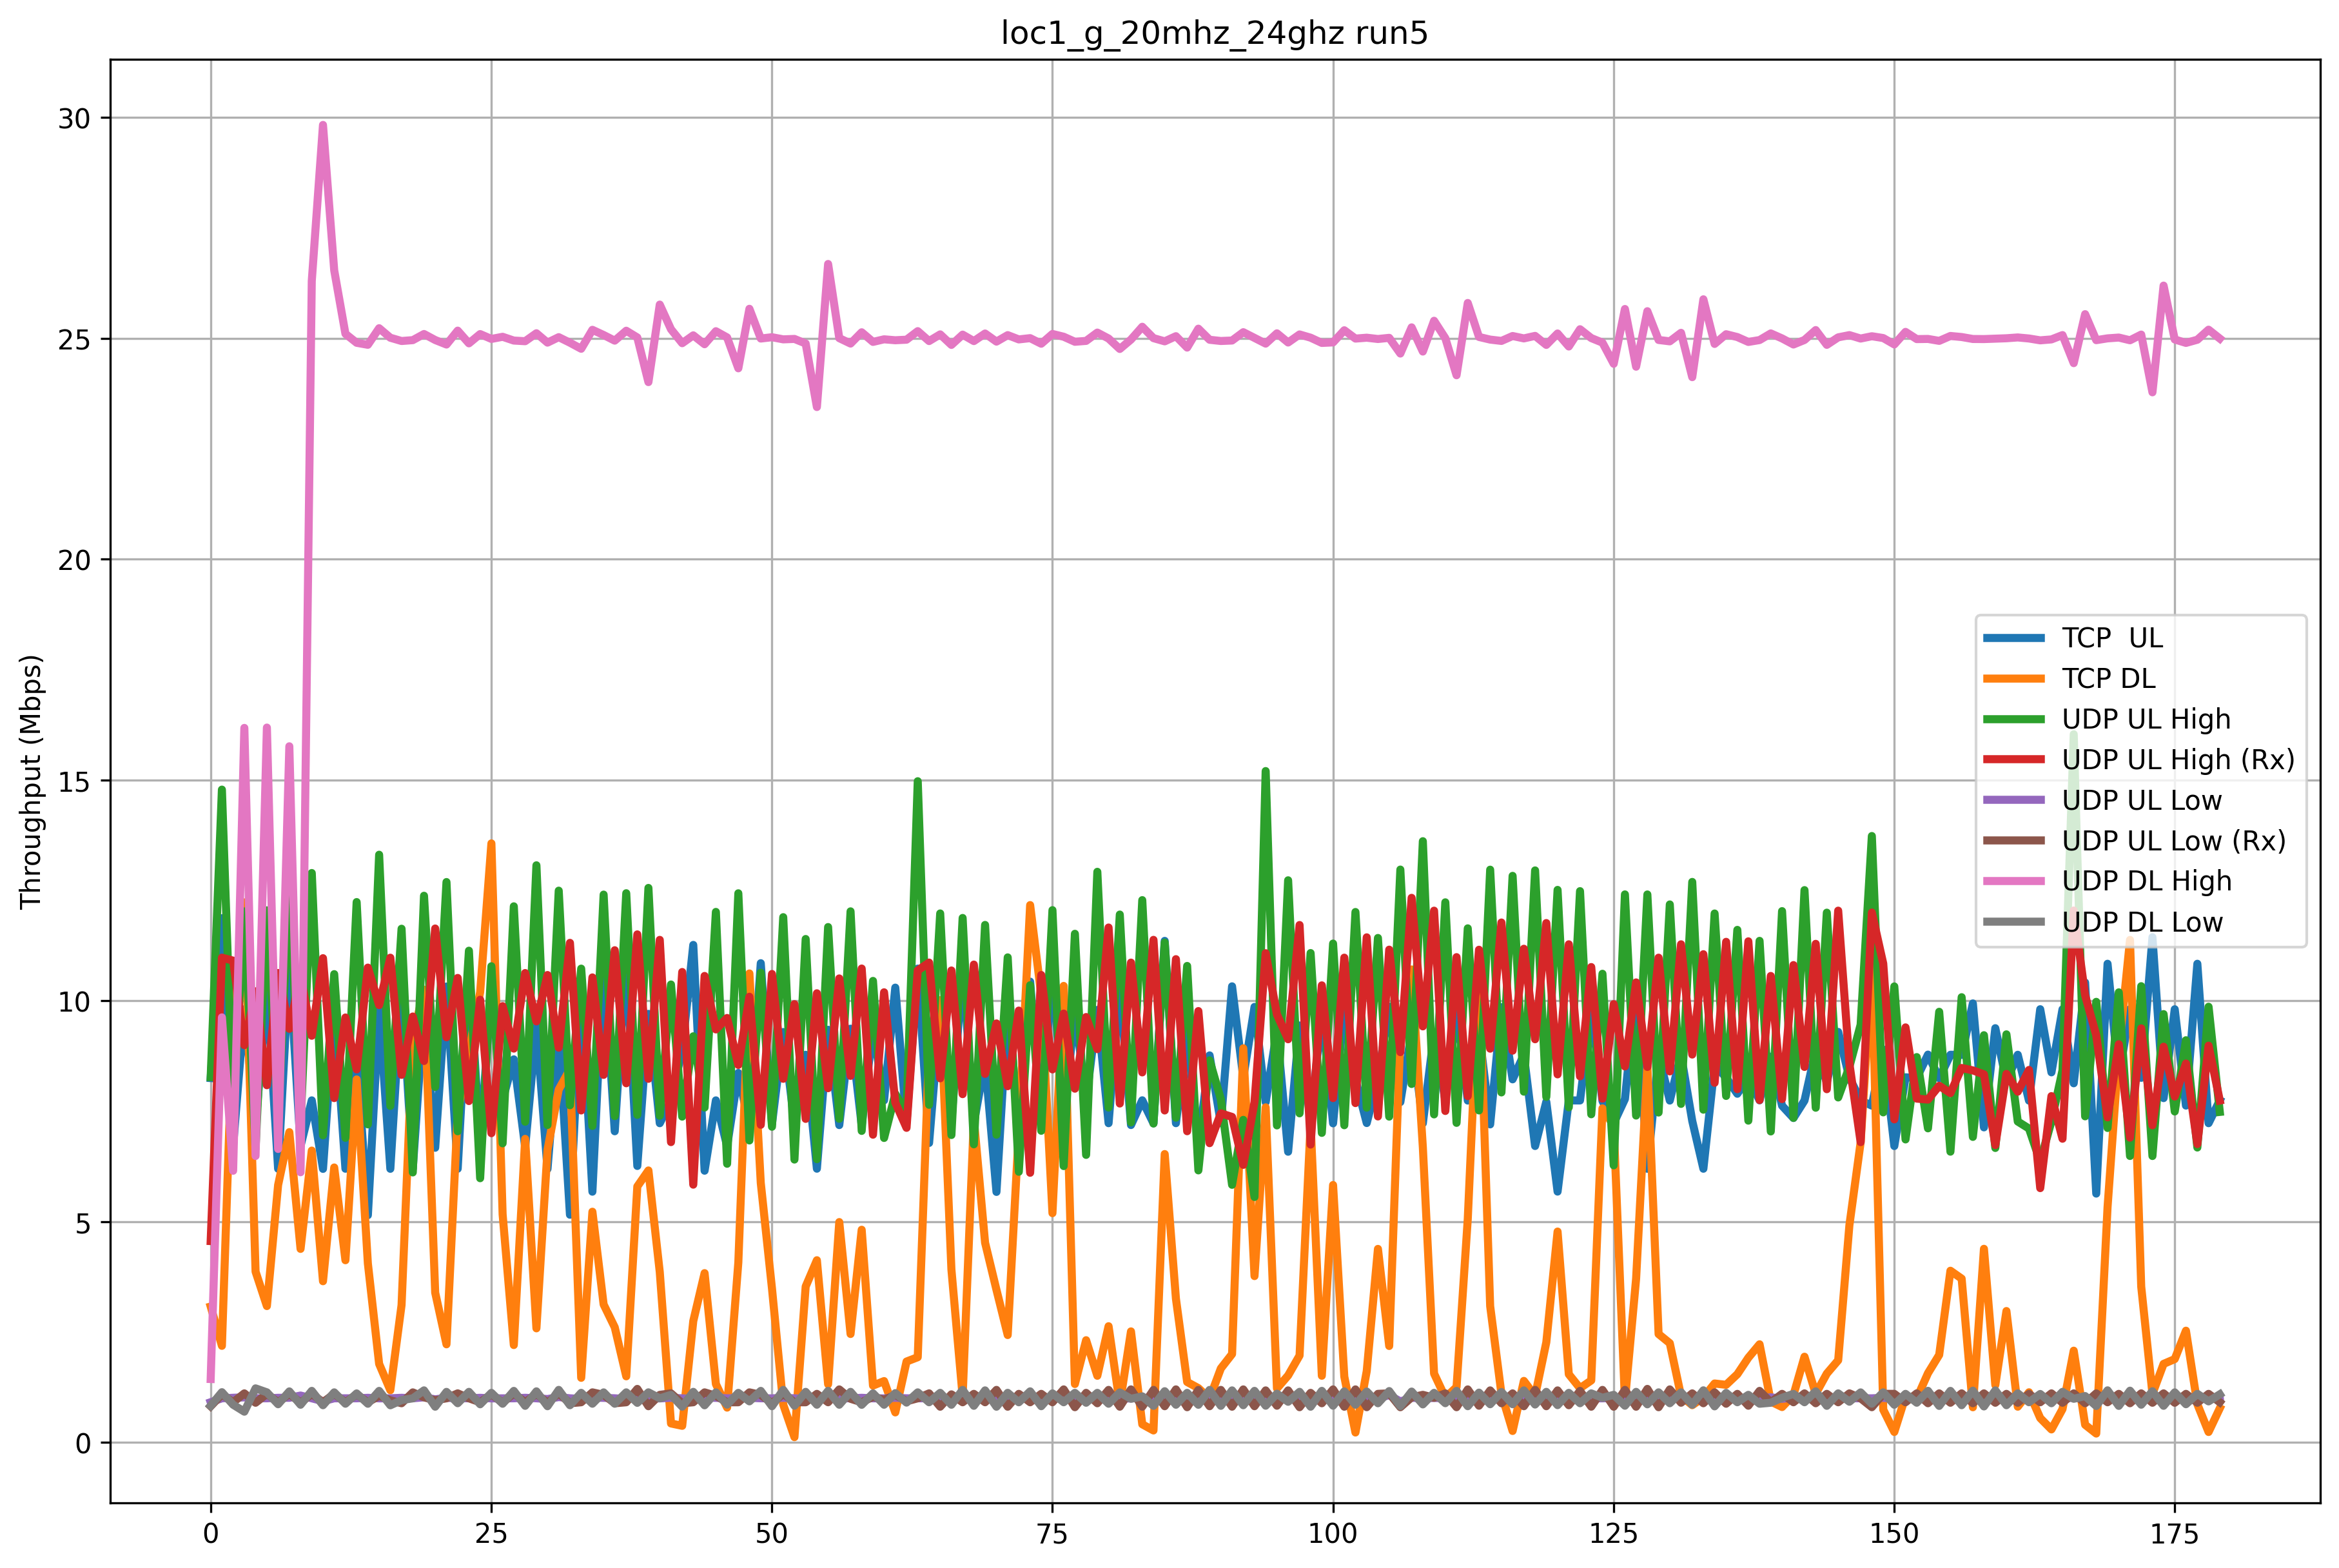 loc1_g_20mhz_24ghz run5
Throughput (Mbps)
30
25
20
15
10
5
0
0 25 50 75 100 125 150 175
TCP  UL
TCP DL
UDP UL High
UDP UL High (Rx)
UDP UL Low
UDP UL Low (Rx)
UDP DL High
UDP DL Low